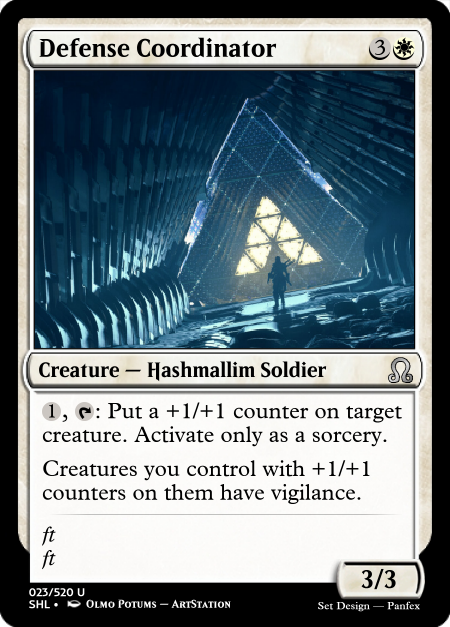 Defense Coordinator 3
Creature — Hashmallim Soldier
1, : Put a +1/+1 counter on target
creature. Activate only as a sorcery.
Creatures you control with +1/+1
counters on them have vigilance.
ft
ft
3/3
023/520 U
SHL • Olmo Potums — ArtStation
Set Design — Panfex